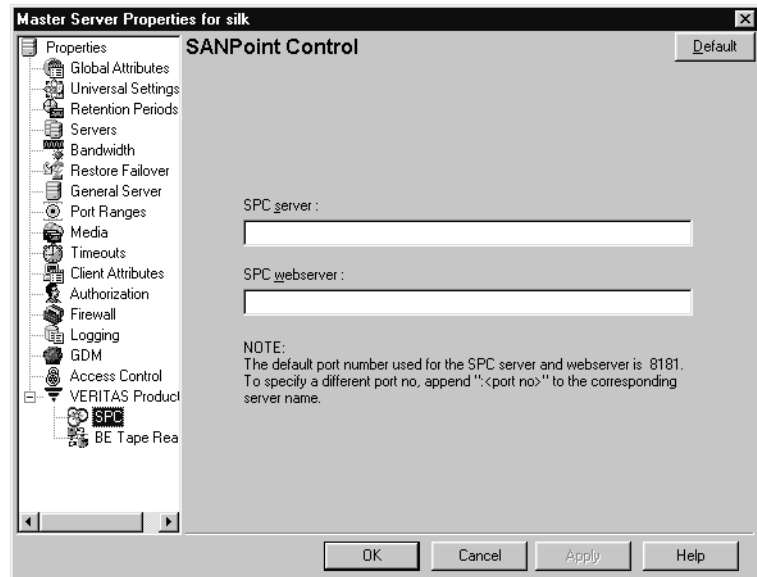 Master Server Properties for silk
Properties
Global Attributes
Universal Settings
Retention Periods
Servers
Bandwidth
Restore Failover
General Server
Port Ranges
Media
Timeouts
Client Attributes
Authorization
Firewall
Logging
GDM
Access Control
VERITAS Product
SPC
BE Tape Rea
SANPoint Control
Default
SPC server :
SPC webserver :
NOTE:
The default port number used for the SPC server and webserver is 8181.
To specify a different port no, append ":<port no>" to the corresponding
server name.
OK
Cancel
Apply
Help